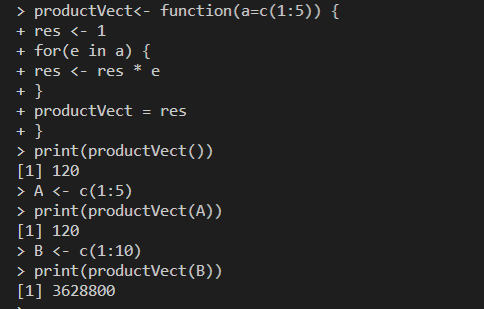 > productVect<- function(a=c(1:5)) {
+ res <- 1
+ for(e in a) {
+ res <- res * e
+ }
+ productVect = res
+ }
> print(productVect())
[1] 120
> A <- c(1:5)
> print(productVect(A))
[1] 120
> B <- c(1:10)
> print(productVect(B))
[1] 3628800